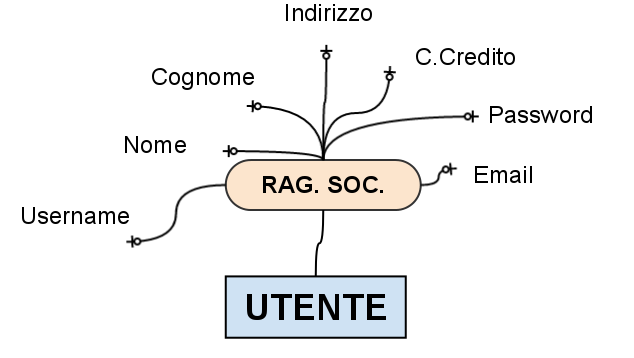 Indirizzo
C.Credito
Cognome
Password
Nome
Email
RAG. SOC.
Username
UTENTE